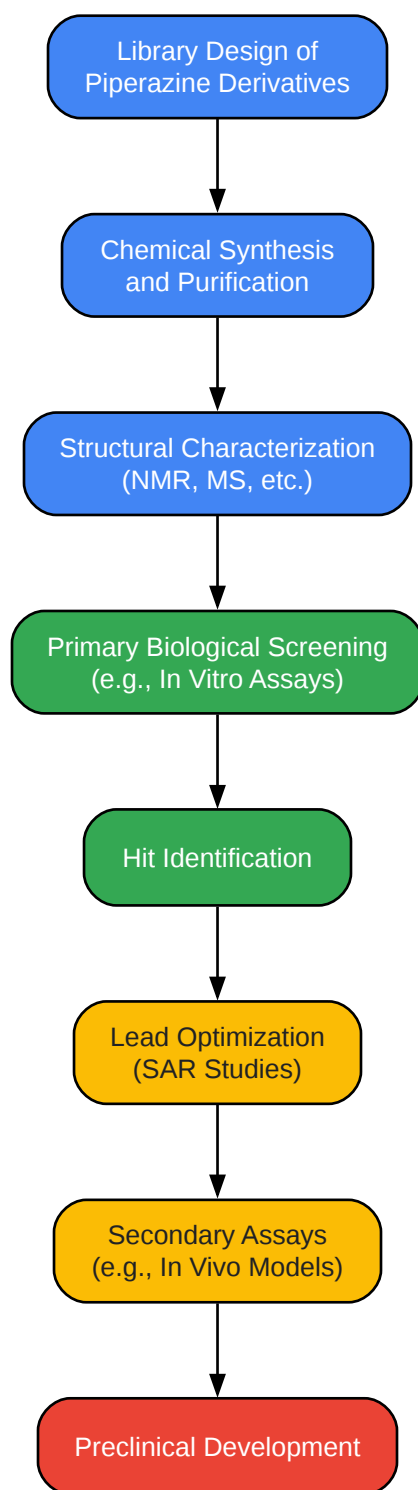 Library Design of
Piperazine Derivatives
Chemical Synthesis
and Purification
Structural Characterization
(NMR, MS, etc.)
Primary Biological Screening
(e.g., In Vitro Assays)
Hit Identification
Lead Optimization
(SAR Studies)
Secondary Assays
(e.g., In Vivo Models)
Preclinical Development